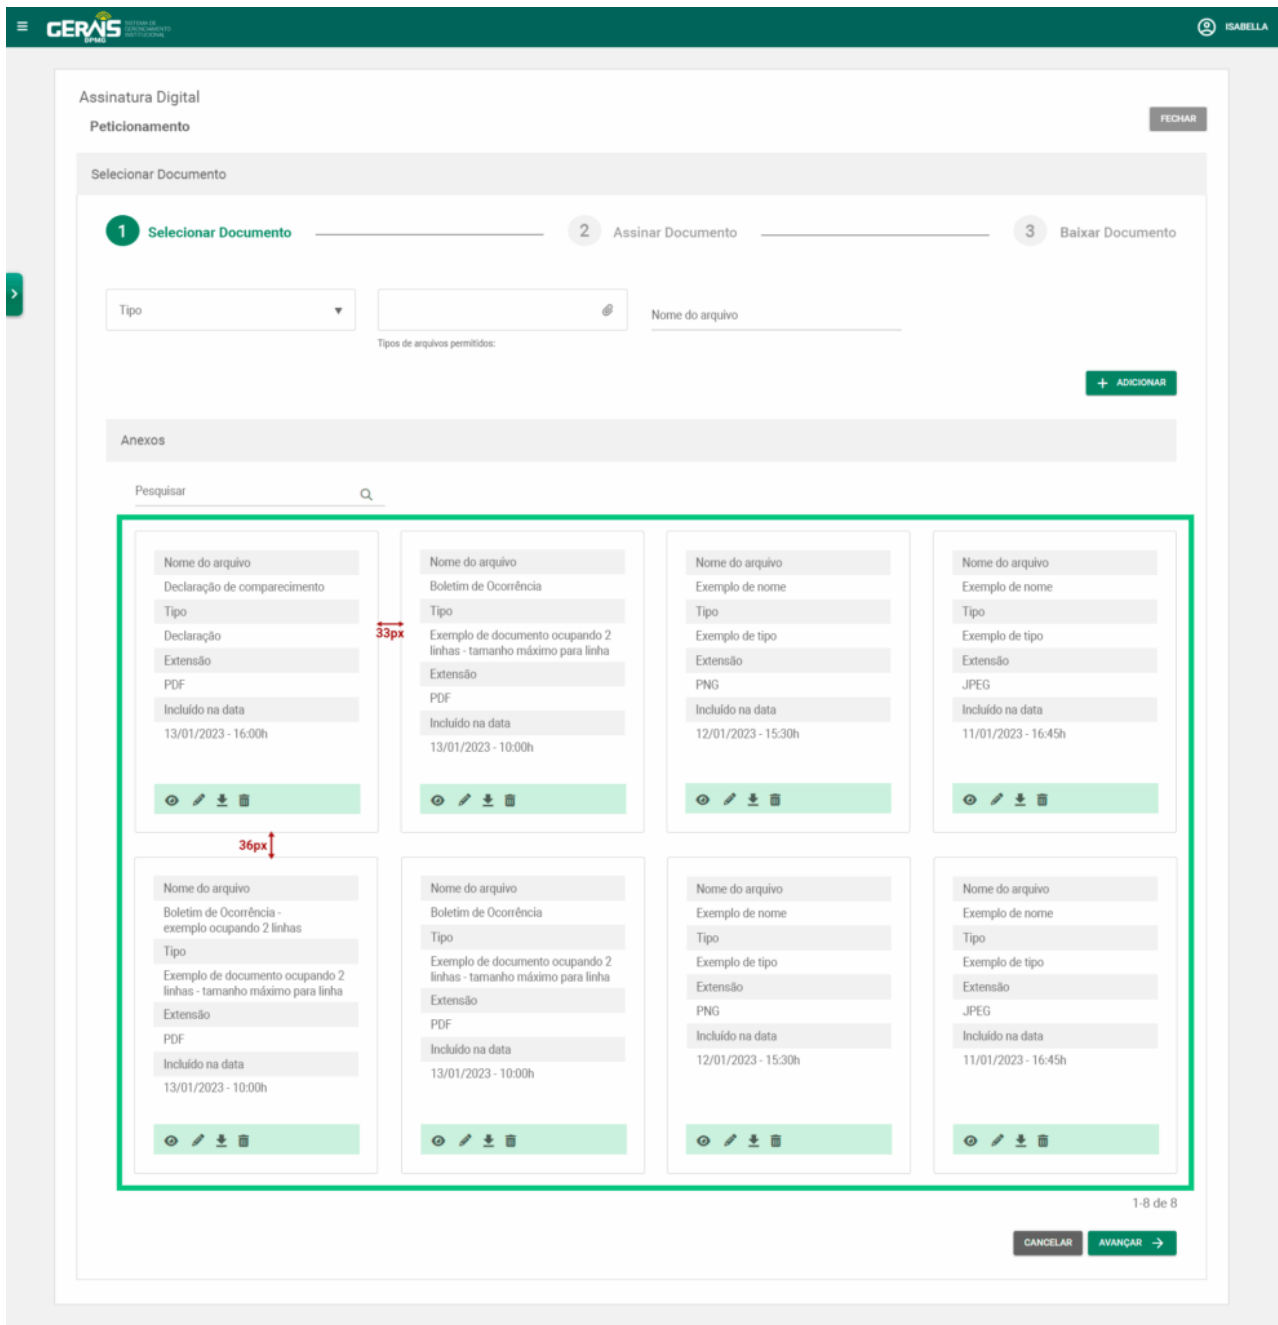 GERAIS
DPMG
SISTEMA DE
GERENCIAMENTO
INSTITUCIONAL
ISABELLA
Assinatura Digital
Peticionamento
FECHAR
Selecionar Documento
1 Selecionar Documento
2 Assinar Documento
3 Baixar Documento
Tipo
Nome do arquivo
Tipos de arquivos permitidos:
+ ADICIONAR
Anexos
Pesquisar
Nome do arquivo
Declaração de comparecimento
Tipo
Declaração
Extensão
PDF
Incluído na data
13/01/2023 - 16:00h
33px
Nome do arquivo
Boletim de Ocorrência
Tipo
Exemplo de documento ocupando 2
linhas - tamanho máximo para linha
Extensão
PDF
Incluído na data
13/01/2023 - 10:00h
Nome do arquivo
Exemplo de nome
Tipo
Exemplo de tipo
Extensão
PNG
Incluído na data
12/01/2023 - 15:30h
Nome do arquivo
Exemplo de nome
Tipo
Exemplo de tipo
Extensão
JPEG
Incluído na data
11/01/2023 - 16:45h
36px
Nome do arquivo
Boletim de Ocorrência -
exemplo ocupando 2 linhas
Tipo
Exemplo de documento ocupando 2
linhas - tamanho máximo para linha
Extensão
PDF
Incluído na data
13/01/2023 - 10:00h
Nome do arquivo
Boletim de Ocorrência
Tipo
Exemplo de documento ocupando 2
linhas - tamanho máximo para linha
Extensão
PDF
Incluído na data
13/01/2023 - 10:00h
Nome do arquivo
Exemplo de nome
Tipo
Exemplo de tipo
Extensão
PNG
Incluído na data
12/01/2023 - 15:30h
Nome do arquivo
Exemplo de nome
Tipo
Exemplo de tipo
Extensão
JPEG
Incluído na data
11/01/2023 - 16:45h
1-8 de 8
CANCELAR
AVANÇAR →